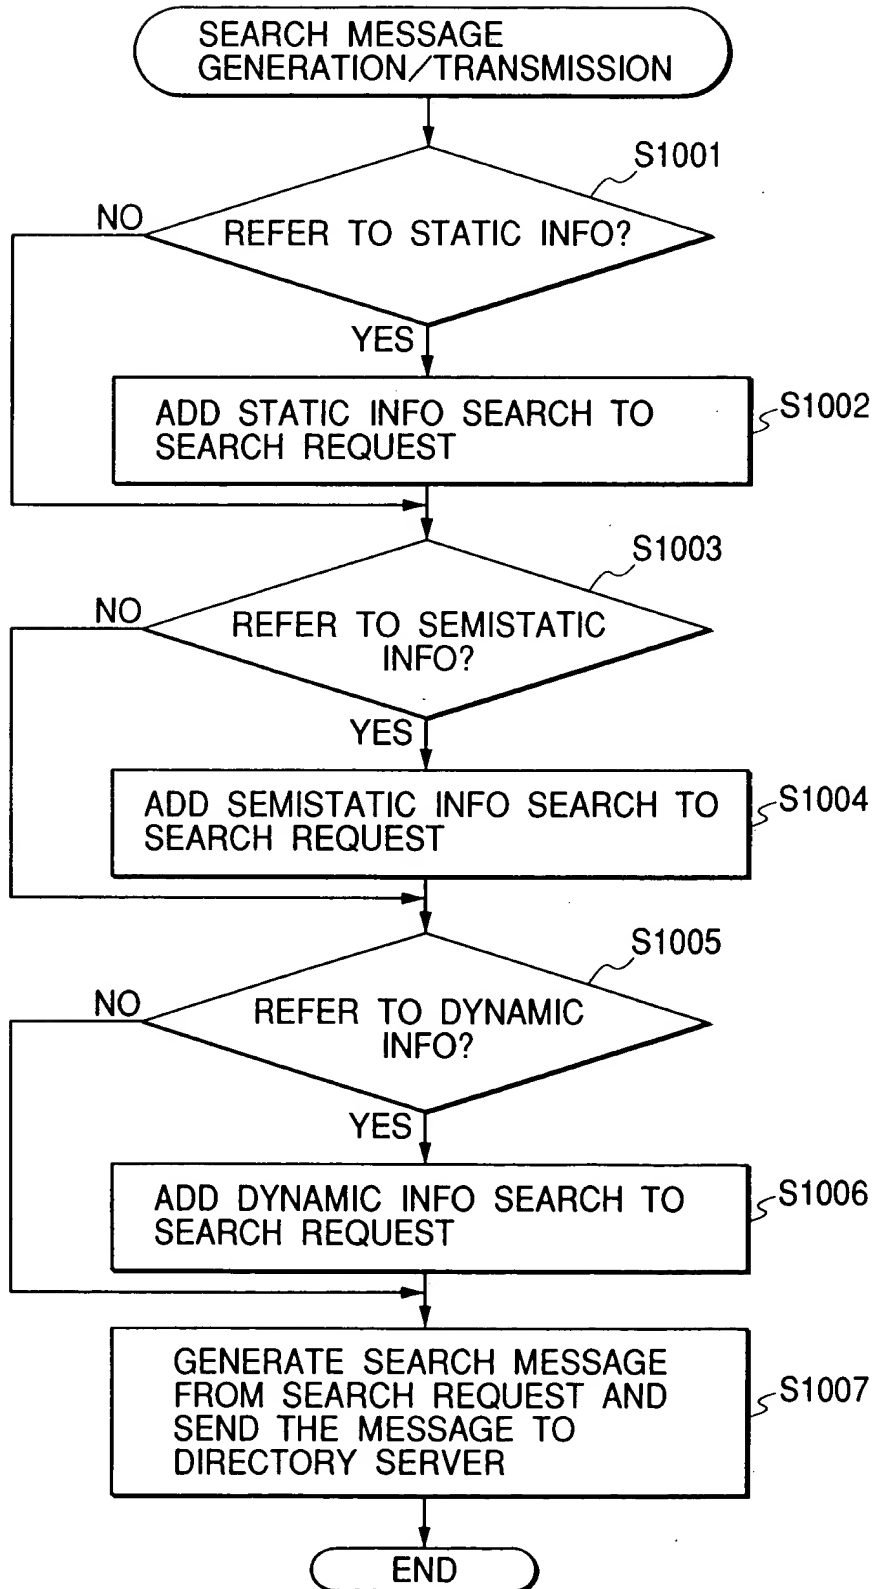 SEARCH MESSAGE
GENERATION/TRANSMISSION
S1001
NO
REFER TO STATIC INFO?
YES
ADD STATIC INFO SEARCH TO
SEARCH REQUEST
S1002
S1003
NO
REFER TO SEMISTATIC
INFO?
YES
ADD SEMISTATIC INFO SEARCH TO
SEARCH REQUEST
S1004
S1005
NO
REFER TO DYNAMIC
INFO?
YES
ADD DYNAMIC INFO SEARCH TO
SEARCH REQUEST
S1006
GENERATE SEARCH MESSAGE
FROM SEARCH REQUEST AND
SEND THE MESSAGE TO
DIRECTORY SERVER
S1007
END